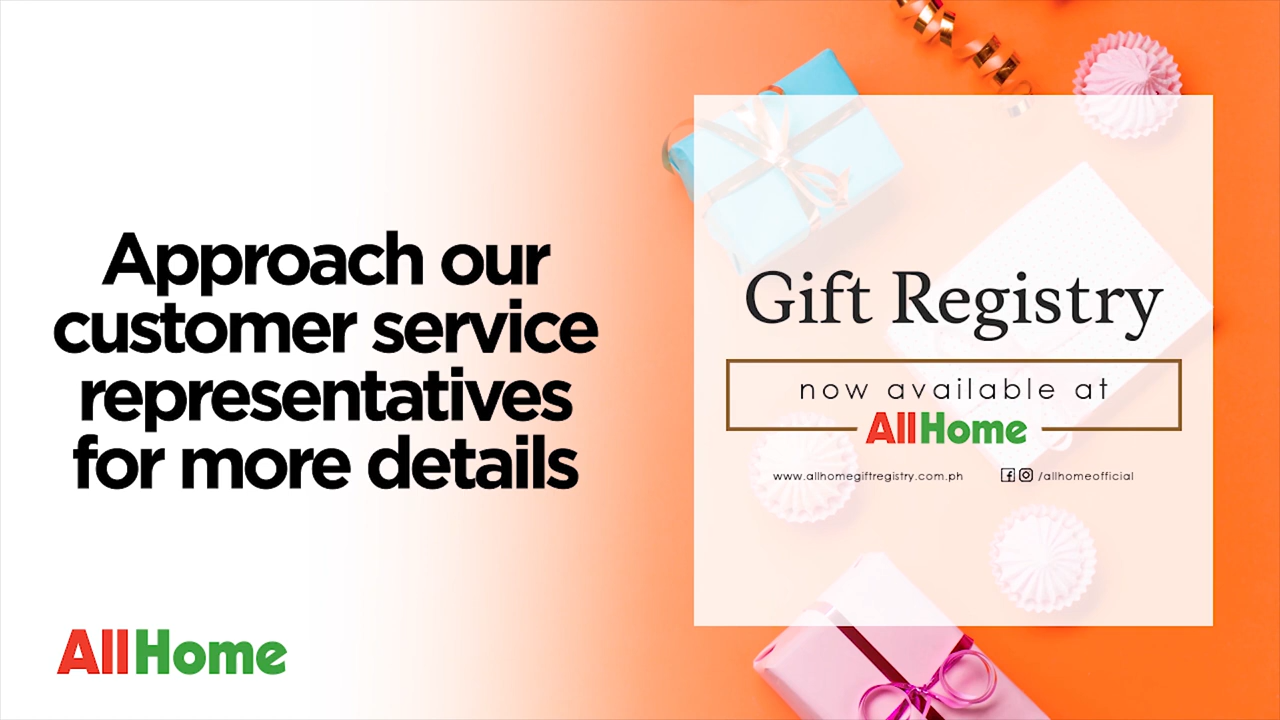 Approach our
customer service
representatives
for more details
AllHome
Gift Registry
now available at
AllHome
www.allhomegiftregistry.com.ph /allhomeofficial